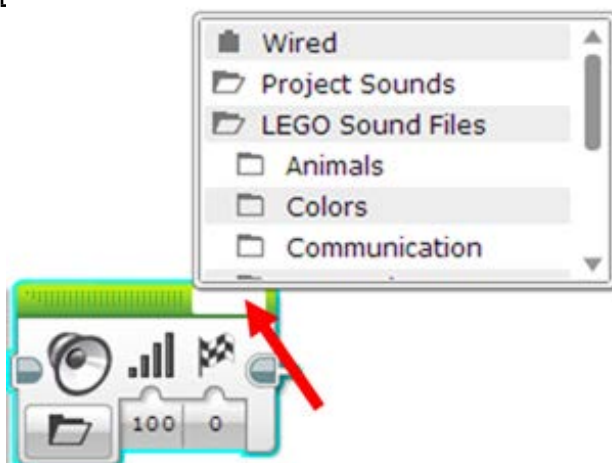 Wired
Project Sounds
LEGO Sound Files
Animals
Colors
Communication
100 0